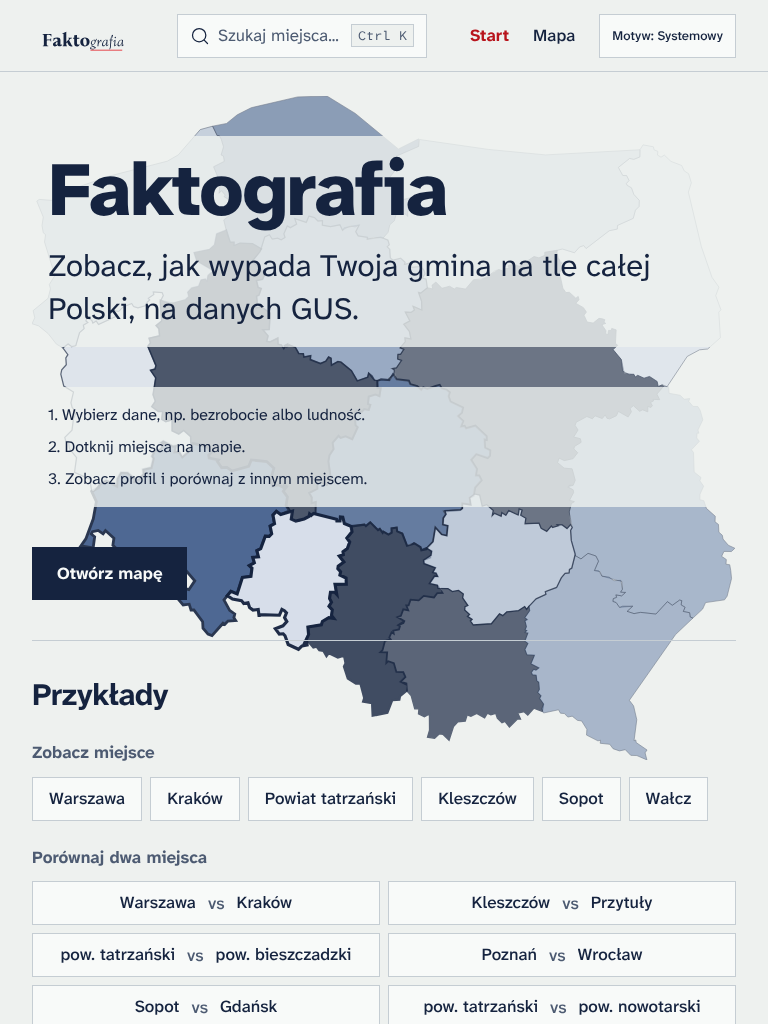 Faktografia
Szukaj miejsca... Ctrl K
Start
Mapa
Motyw: Systemowy
Faktografia
Zobacz, jak wypada Twoja gmina na tle całej
Polski, na danych GUS.
1. Wybierz dane, np. bezrobocie albo ludność.
2. Dotknij miejsca na mapie.
3. Zobacz profil i porównaj z innym miejscem.
Otwórz mapę
Przykłady
Zobacz miejsce
Warszawa
Kraków
Powiat tatrzański
Kleszczów
Sopot
Wałcz
Porównaj dwa miejsca
Warszawa vs Kraków
Kleszczów vs Przytuły
pow. tatrzański vs pow. bieszczadzki
Poznań vs Wrocław
Sopot vs Gdańsk
pow. tatrzański vs pow. nowotarski